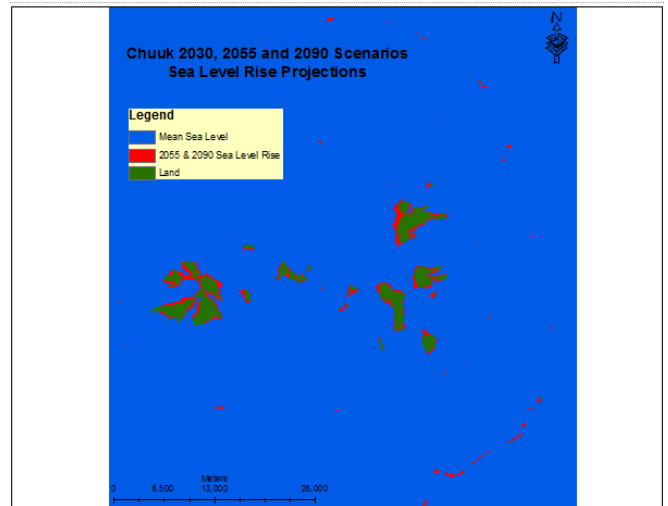 Chuuk 2030, 2055 and 2090 Scenarios
Sea Level Rise Projections
N
Legend
Mean Sea Level
2055 & 2090 Sea Level Rise
Land
Meters
0 6,500 13,000 26,000